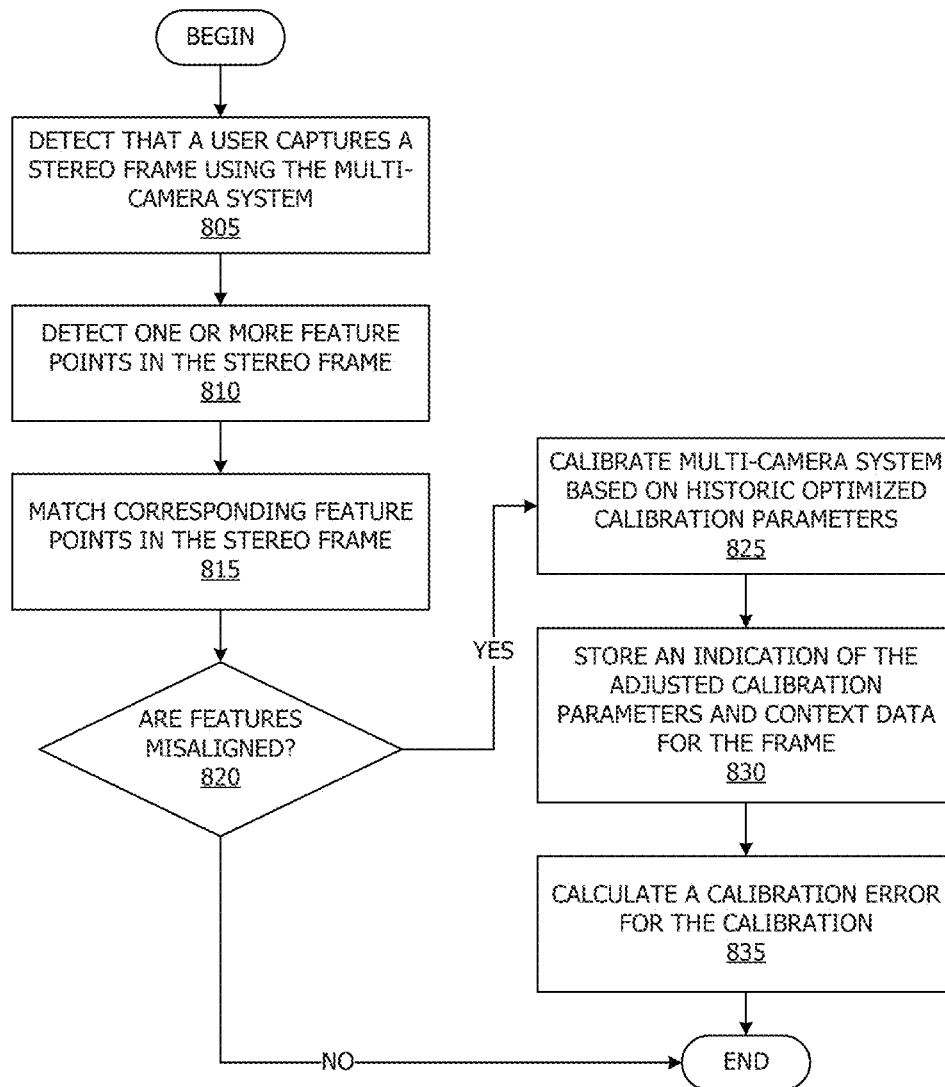 BEGIN
DETECT THAT A USER CAPTURES A
STEREO FRAME USING THE MULTI-
CAMERA SYSTEM
805
DETECT ONE OR MORE FEATURE
POINTS IN THE STEREO FRAME
810
MATCH CORRESPONDING FEATURE
POINTS IN THE STEREO FRAME
815
ARE FEATURES
MISALIGNED?
820
YES
CALIBRATE MULTI-CAMERA SYSTEM
BASED ON HISTORIC OPTIMIZED
CALIBRATION PARAMETERS
825
STORE AN INDICATION OF THE
ADJUSTED CALIBRATION
PARAMETERS AND CONTEXT DATA
FOR THE FRAME
830
CALCULATE A CALIBRATION ERROR
FOR THE CALIBRATION
835
NO
END